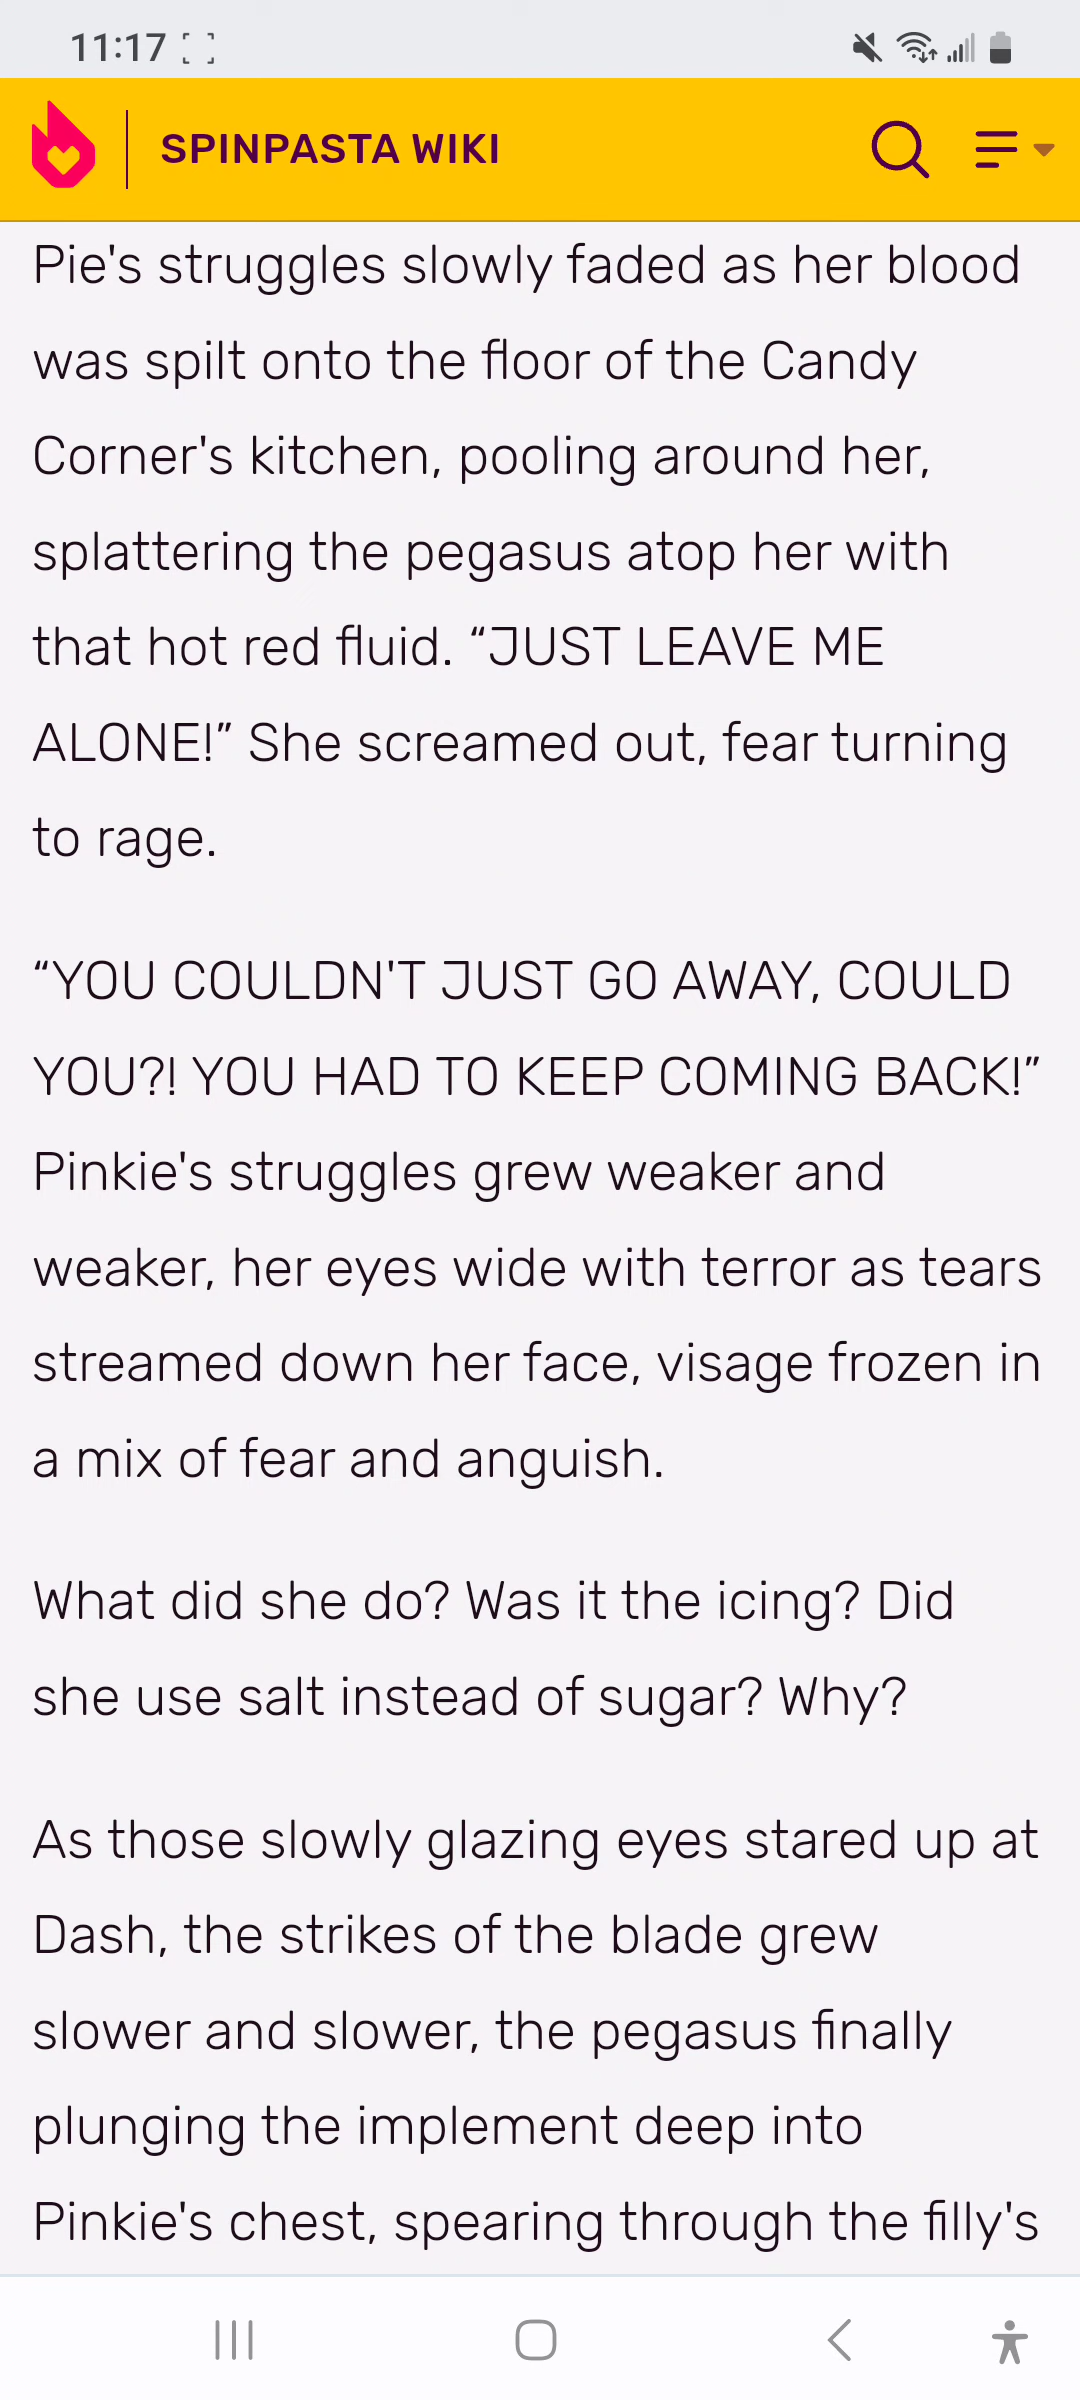 11:17
SPINPASTA WIKI
Pie's struggles slowly faded as her blood
was spilt onto the floor of the Candy
Corner's kitchen, pooling around her,
splattering the pegasus atop her with
that hot red fluid. “JUST LEAVE ME
ALONE!” She screamed out, fear turning
to rage.
“YOU COULDN'T JUST GO AWAY, COULD
YOU?! YOU HAD TO KEEP COMING BACK!”
Pinkie's struggles grew weaker and
weaker, her eyes wide with terror as tears
streamed down her face, visage frozen in
a mix of fear and anguish.
What did she do? Was it the icing? Did
she use salt instead of sugar? Why?
As those slowly glazing eyes stared up at
Dash, the strikes of the blade grew
slower and slower, the pegasus finally
plunging the implement deep into
Pinkie's chest, spearing through the filly's